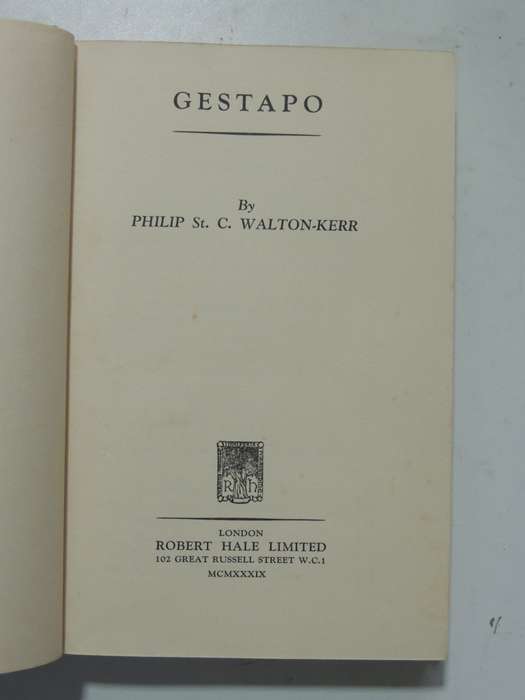 GESTAPO
By
PHILIP St. C. WALTON-KERR
R H
LONDON
ROBERT HALE LIMITED
102 GREAT RUSSELL STREET W.C.1
MCMXXXIX